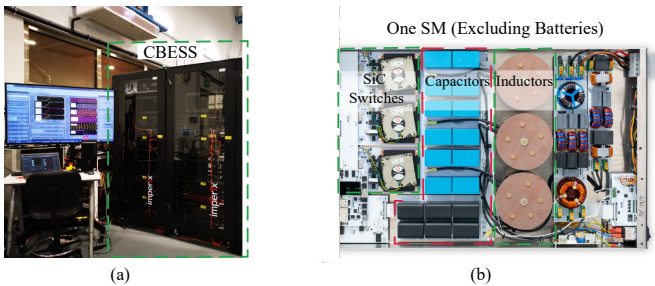 CBESS
imperix
imperix
(a)
One SM (Excluding Batteries)
SiC
Switches
Capacitors
Inductors
(b)